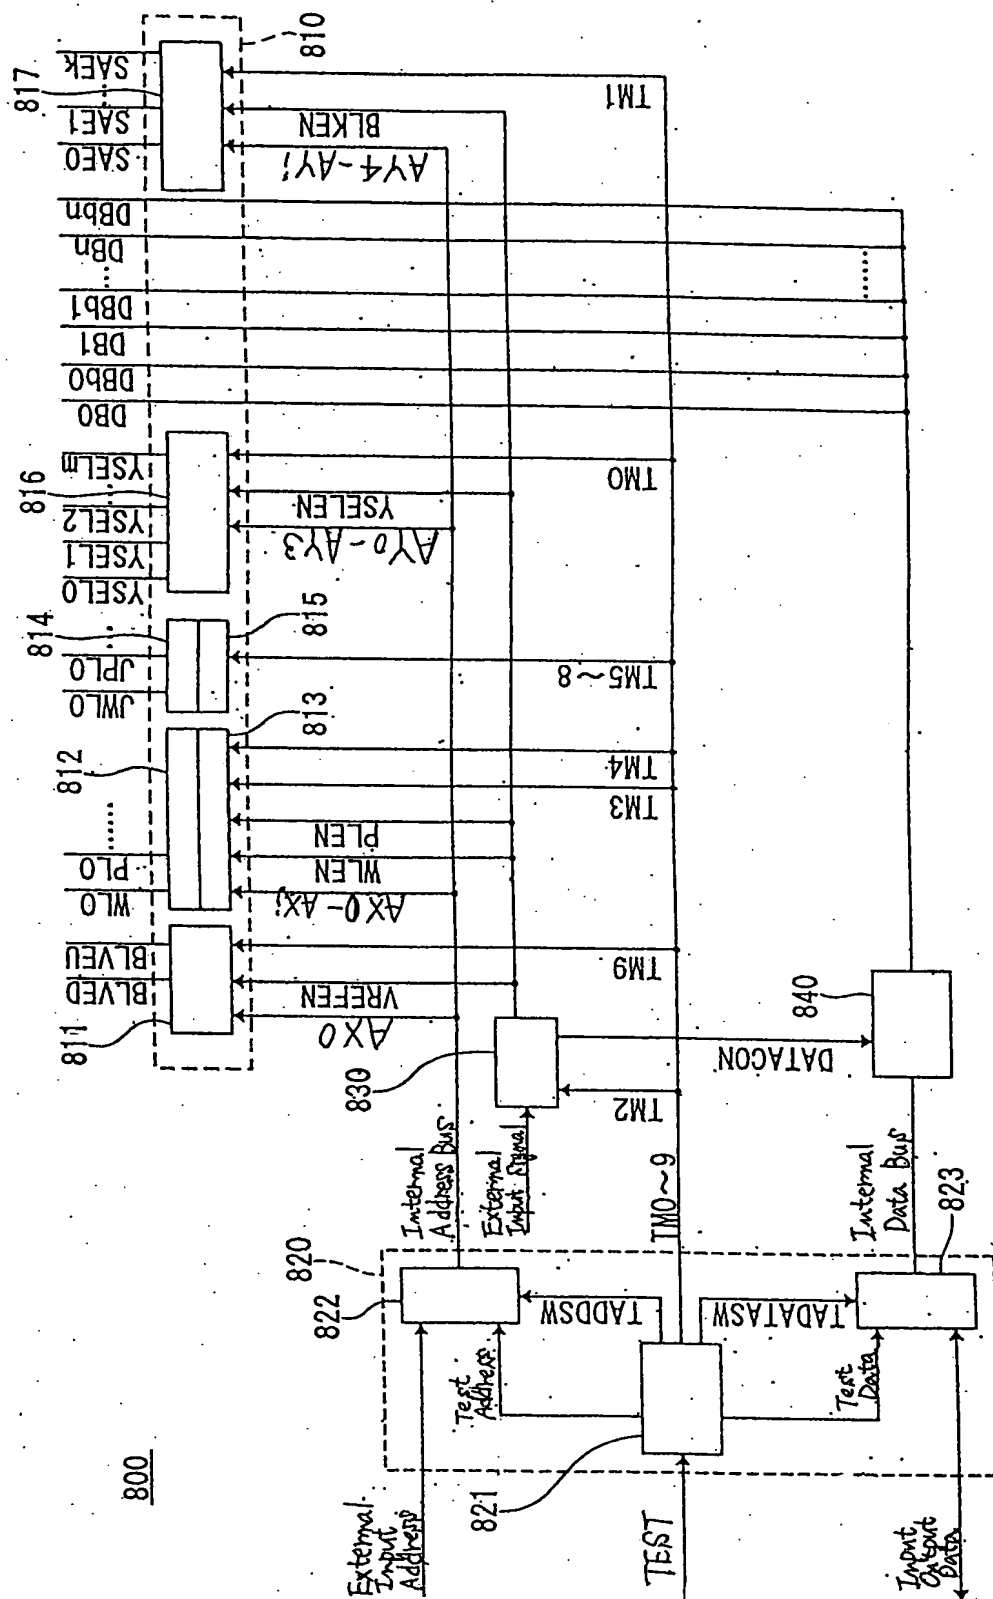 800
810
817
SAEk
SAE1
SAE0
DBbn
DBn
DBb1
DB1
DBb0
DB0
816
YSELm
YSEL2
YSEL1
YSEL0
814
JPL0
JWL0
815
812
PL0
WL0
813
BLVEU
BLVED
811
TM1
BLKEN
AY4~AYi
TM0
YSELEN
AY0~AY3
TM5~8
TM4
TM3
PLEN
WLEN
AX0~AXj
TM9
VREFEN
AX0
830
TM2
DATACON
840
Internal
Address Bus
External
Input Signal
TM0~9
Internal
Data Bus
820
822
823
TADDSW
TADATASW
Test
Address
Test
Data
821
External
Input
Address
TEST
Input
Output
Data